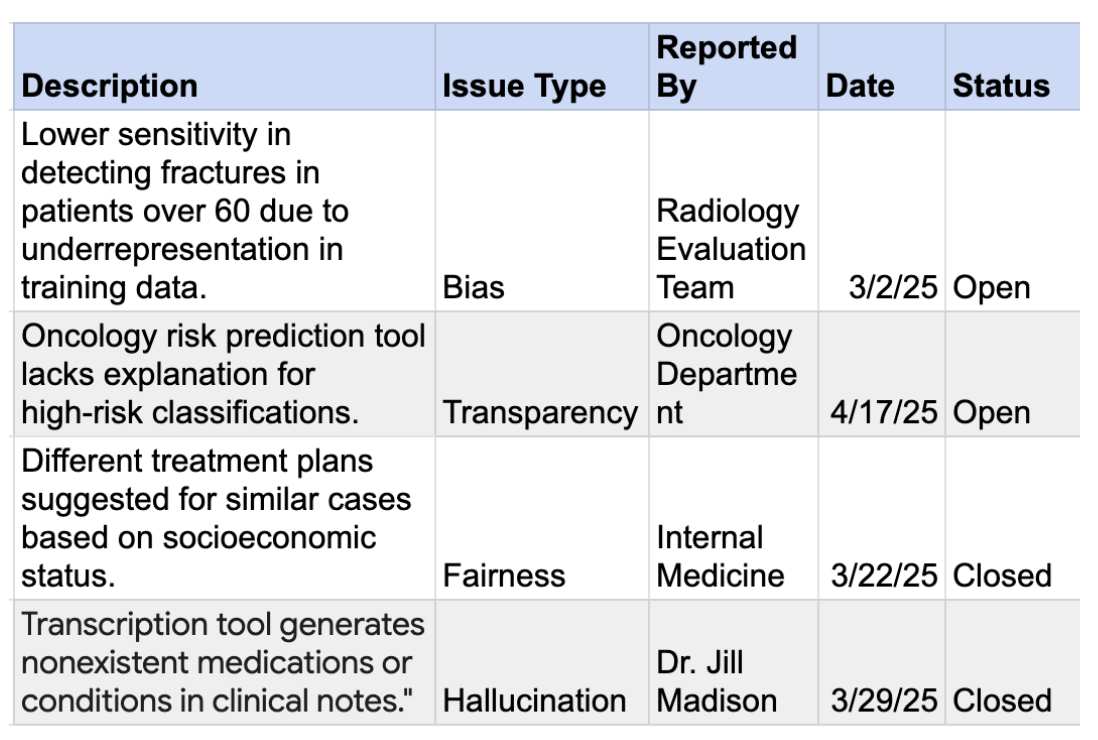 Description Issue Type Reported By Date Status
Lower sensitivity in
detecting fractures in
patients over 60 due to
underrepresentation in
training data.
Bias
Radiology
Evaluation
Team
3/2/25
Open
Oncology risk prediction tool
lacks explanation for
high-risk classifications.
Transparency
Oncology
Departme
nt
4/17/25
Open
Different treatment plans
suggested for similar cases
based on socioeconomic
status.
Fairness
Internal
Medicine
3/22/25
Closed
Transcription tool generates
nonexistent medications or
conditions in clinical notes."
Hallucination
Dr. Jill
Madison
3/29/25
Closed